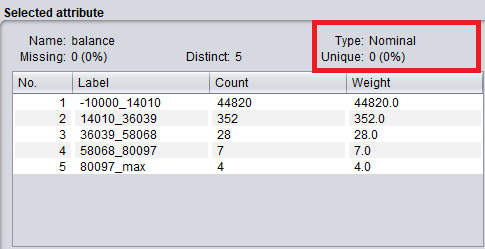 Selected attribute
Name: balance Type: Nominal
Missing: 0 (0%) Distinct: 5 Unique: 0 (0%)
No. Label Count Weight
1 -10000_14010 44820 44820.0
2 14010_36039 352 352.0
3 36039_58068 28 28.0
4 58068_80097 7 7.0
5 80097_max 4 4.0